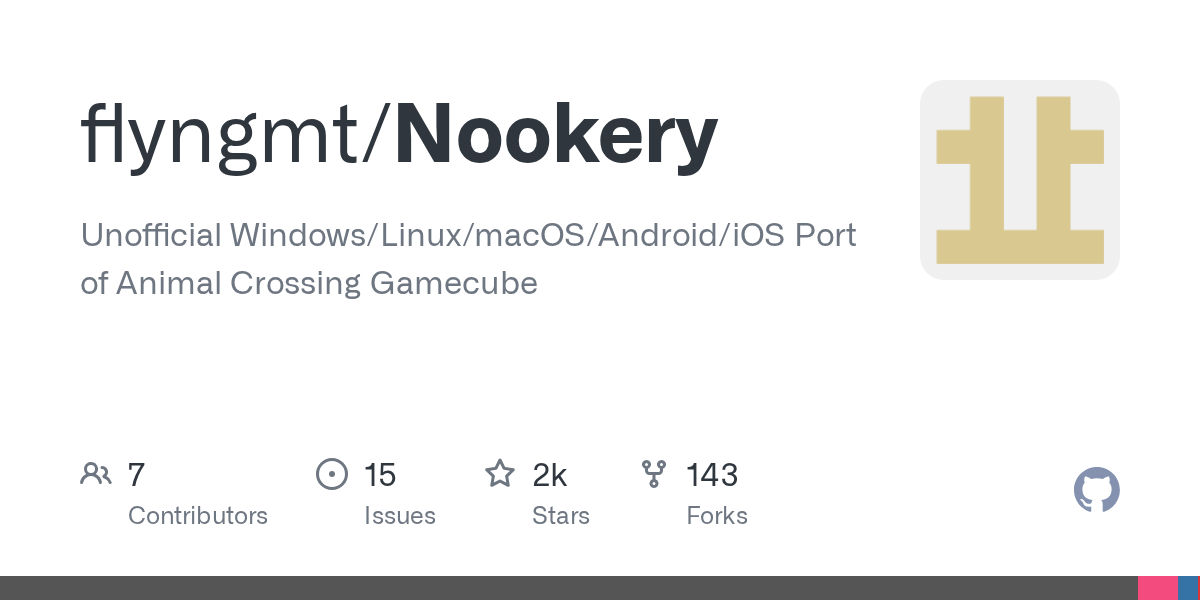 flyngmt/Nookery
Unofficial Windows/Linux/macOS/Android/iOS Port
of Animal Crossing Gamecube
7
Contributors
15
Issues
2k
Stars
143
Forks